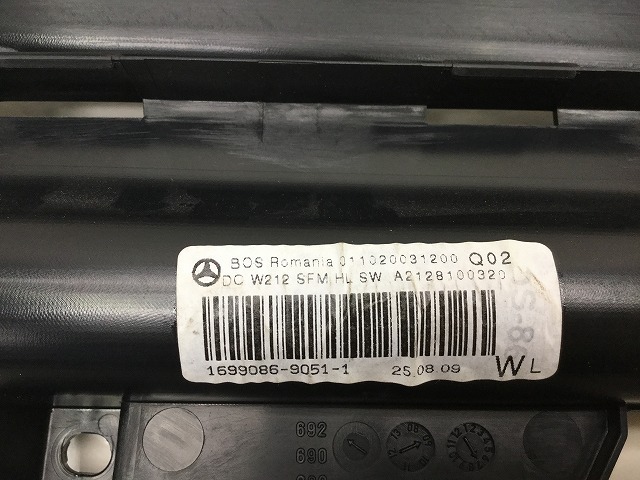 BOS Romania 011020031200 Q02
DC W212 SFM HL SW A2128100320
1699086-9051-1 25.08.09 WL
692
690